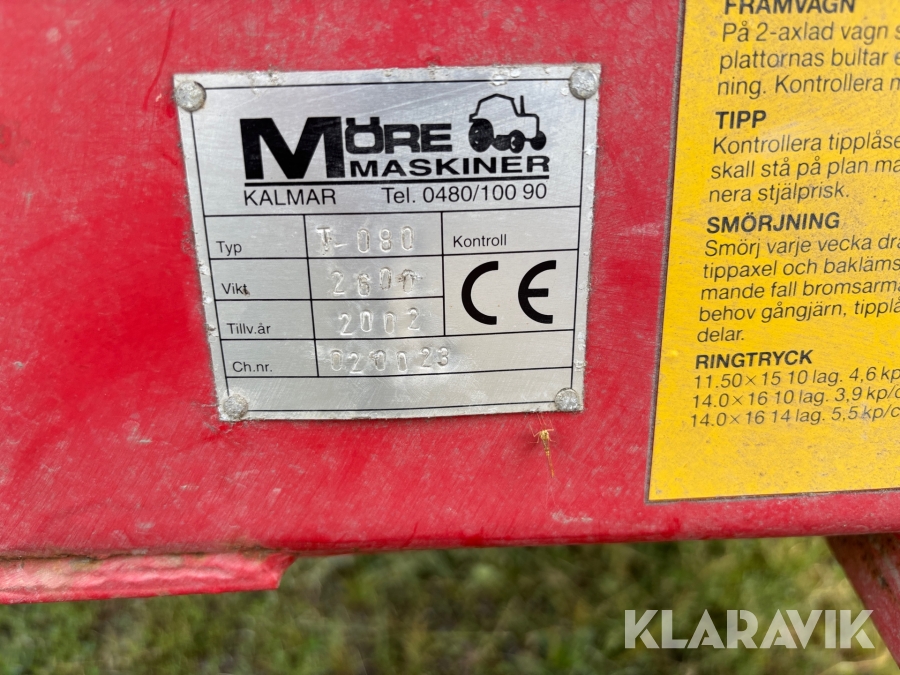 MÖRE
MASKINER
KALMAR Tel. 0480/100 90
Typ T-080 Kontroll
Vikt 2600
CE
Tillv.år 2002
Ch.nr. 020023
FRAMVAGN
På 2-axlad vagn
plattornas bultar
ning. Kontrollera
TIPP
Kontrollera tipplåse
skall stå på plan ma
nera stjälprisk.
SMÖRJNING
Smörj varje vecka dra
tippaxel och bakläms
mande fall bromsarma
behov gångjärn, tipplå
delar.
RINGTRYCK
11.50×15 10 lag. 4,6 kp
14.0×16 10 lag. 3,9 kp/c
14.0×16 14 lag. 5,5 kp/c
KLARAVIK